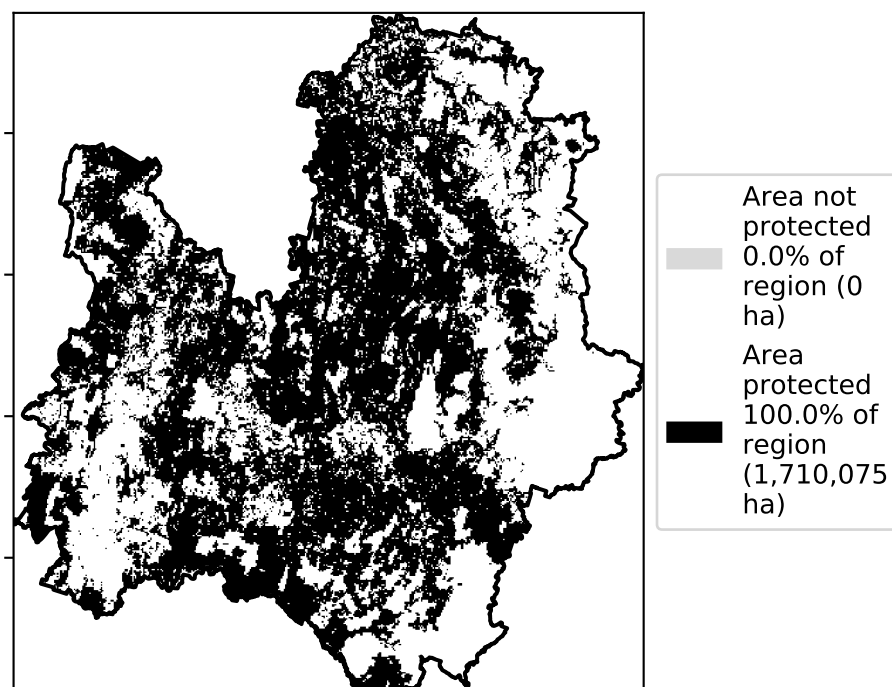 Area not
protected
0.0% of
region (0
ha)
Area
protected
100.0% of
region
(1,710,075
ha)